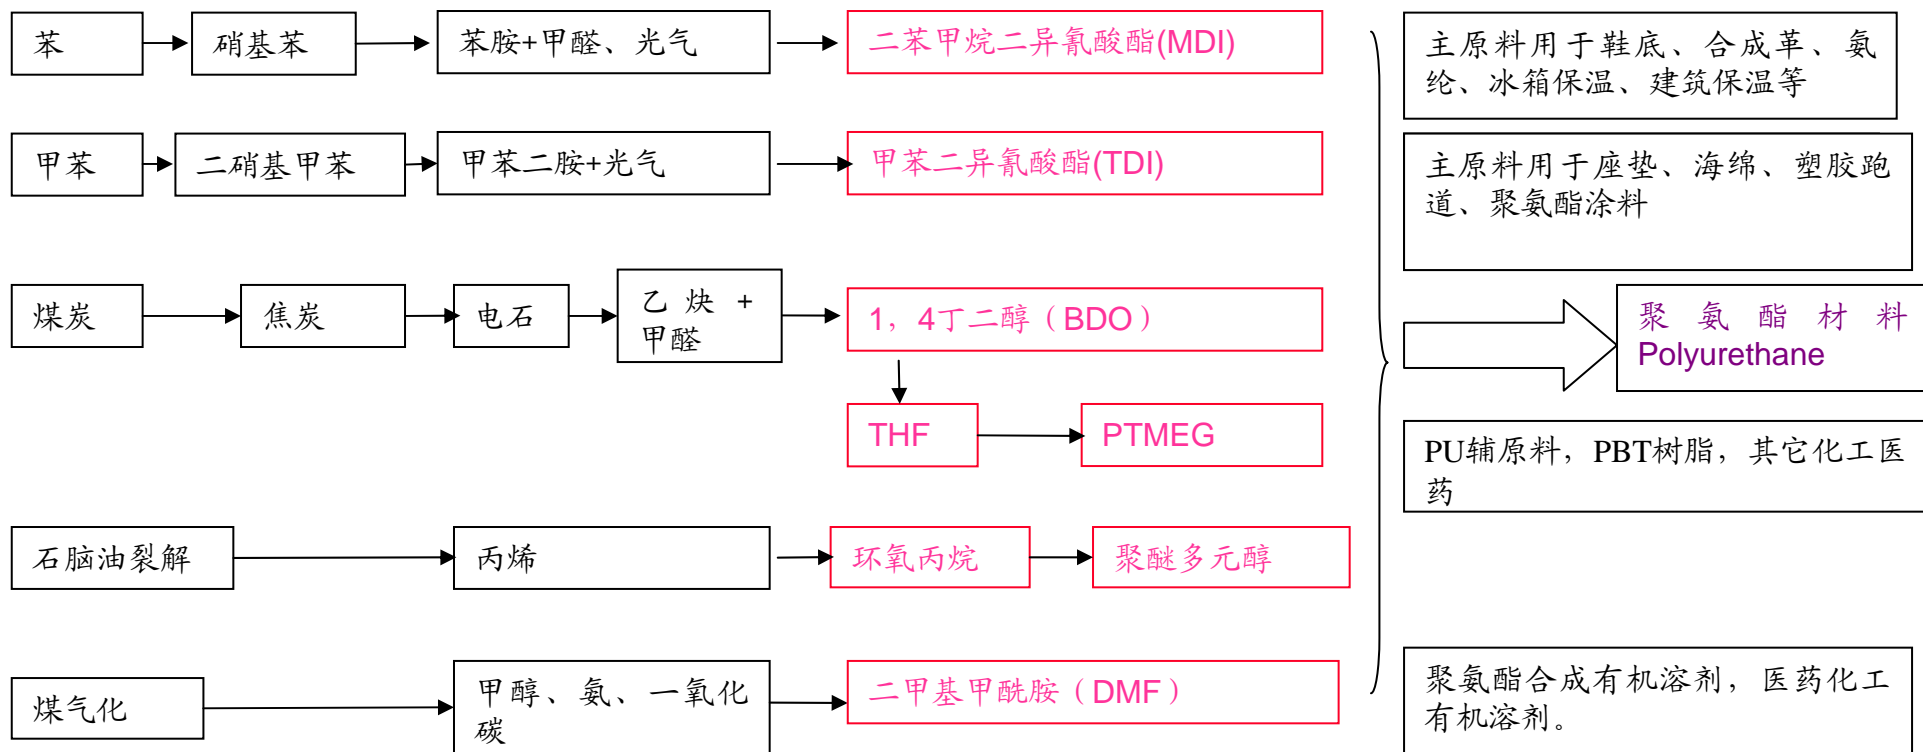 苯
硝基苯
苯胺+甲醛、光气
二苯甲烷二异氰酸酯(MDI)
主原料用于鞋底、合成革、氨
纶、冰箱保温、建筑保温等
甲苯
二硝基甲苯
甲苯二胺+光气
甲苯二异氰酸酯(TDI)
主原料用于座垫、海绵、塑胶跑
道、聚氨酯涂料
煤炭
焦炭
电石
乙炔+
甲醛
1，4丁二醇（BDO）
聚氨酯材料
Polyurethane
THF
PTMEG
PU辅原料，PBT树脂，其它化工医
药
石脑油裂解
丙烯
环氧丙烷
聚醚多元醇
煤气化
甲醇、氨、一氧化
碳
二甲基甲酰胺（DMF）
聚氨酯合成有机溶剂，医药化工
有机溶剂。